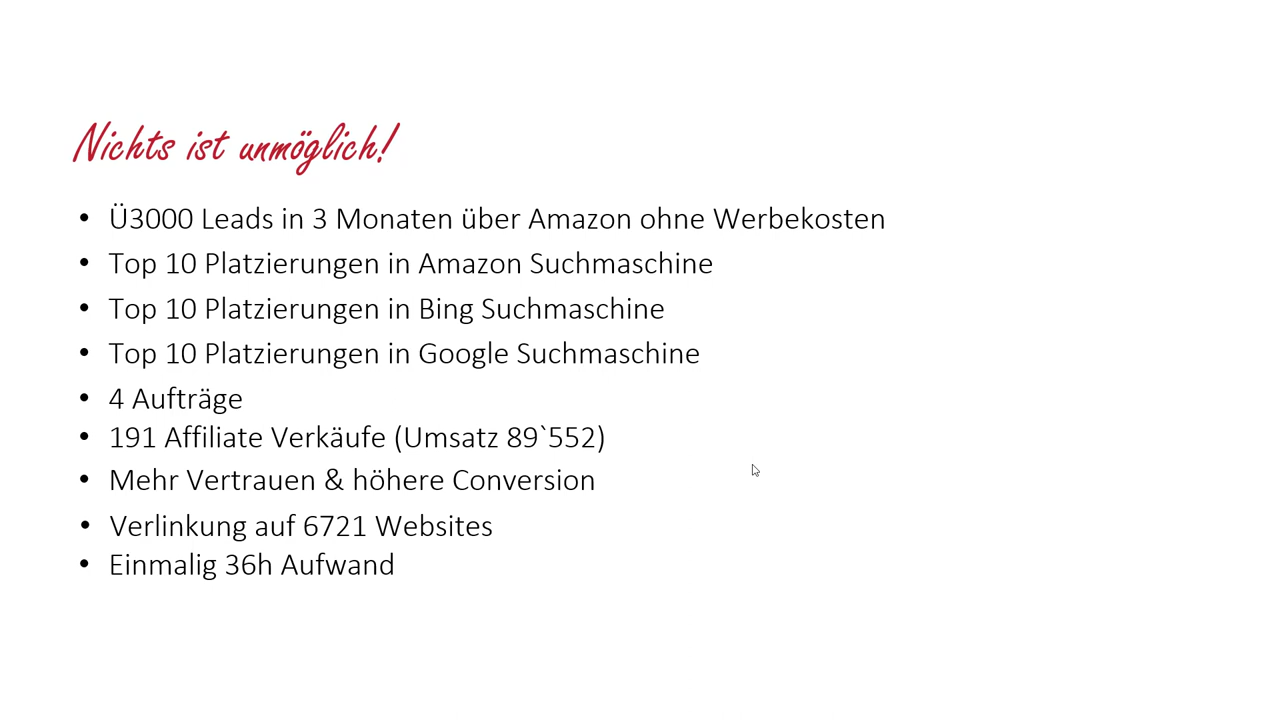 Nichts ist unmöglich!
• Ü3000 Leads in 3 Monaten über Amazon ohne Werbekosten
• Top 10 Platzierungen in Amazon Suchmaschine
• Top 10 Platzierungen in Bing Suchmaschine
• Top 10 Platzierungen in Google Suchmaschine
• 4 Aufträge
• 191 Affiliate Verkäufe (Umsatz 89`552)
• Mehr Vertrauen & höhere Conversion
• Verlinkung auf 6721 Websites
• Einmalig 36h Aufwand